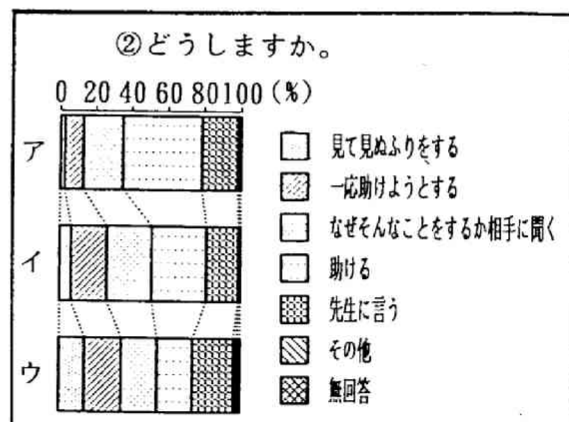 ②どうしますか。
0 20 40 60 80 100 (%)
ア
イ
ウ
見て見ぬふりをする
一応助けようとする
なぜそんなことをするか相手に聞く
助ける
先生に言う
その他
無回答